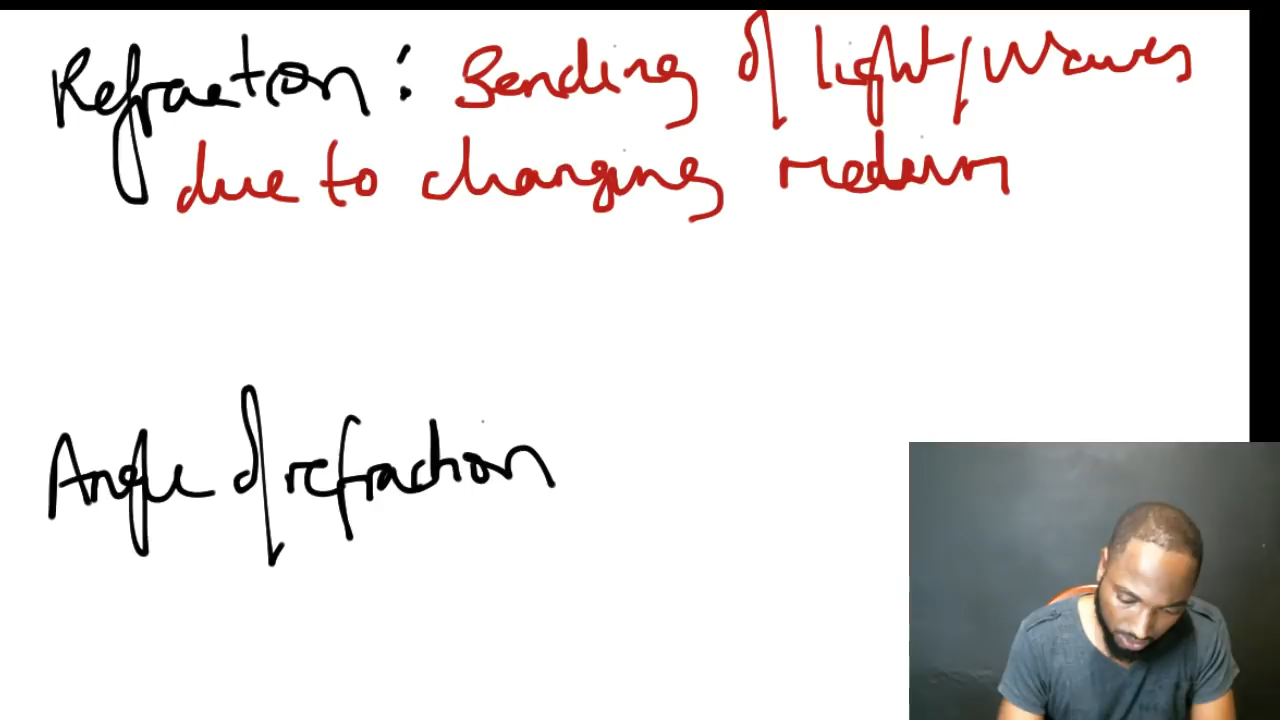 Refraction : Bending of light/waves
due to changing medium
Angle of refraction